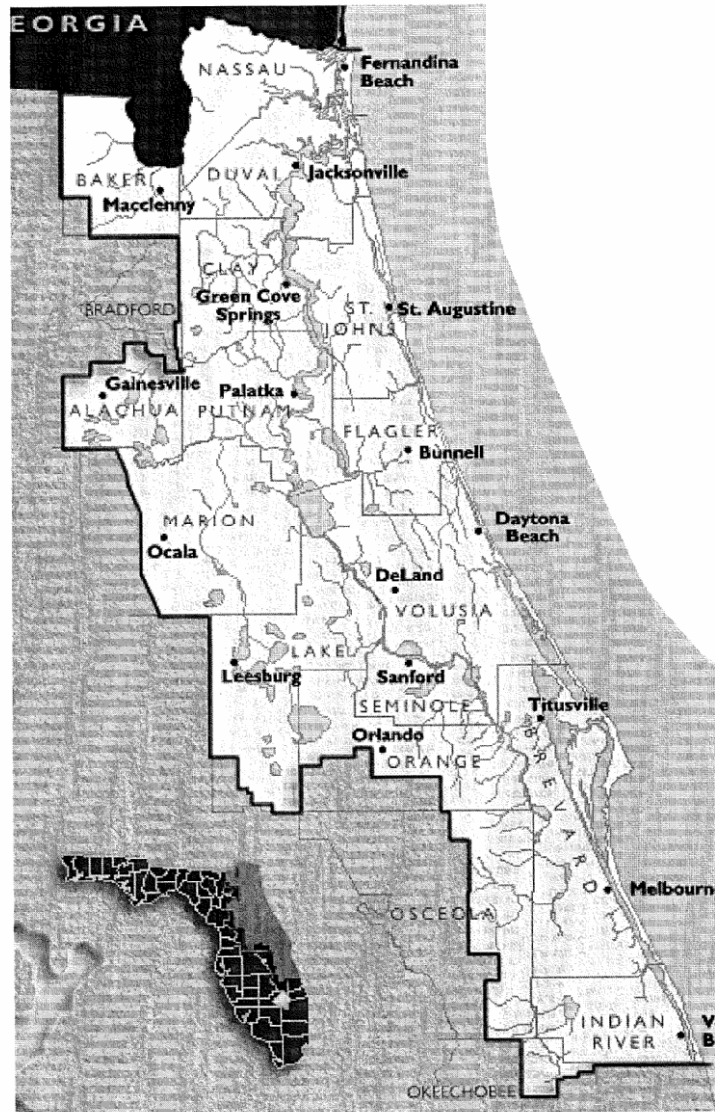 EORGIA
NASSAU
Fernandina
Beach
BAKER
DUVAL
Jacksonville
Macclenny
CLAY
Green Cove
Springs
BRADFORD
ST.
JOHNS
St. Augustine
Gainesville
ALACHUA
Palatka
PUTNAM
FLAGLER
Bunnell
MARION
Ocala
Daytona
Beach
DeLand
VOLUSIA
LAKE
Leesburg
Sanford
SEMINOLE
Titusville
Orlando
ORANGE
BREVARD
Melbourn
OSCEOLA
INDIAN
RIVER
V
B
OKEECHOBEE